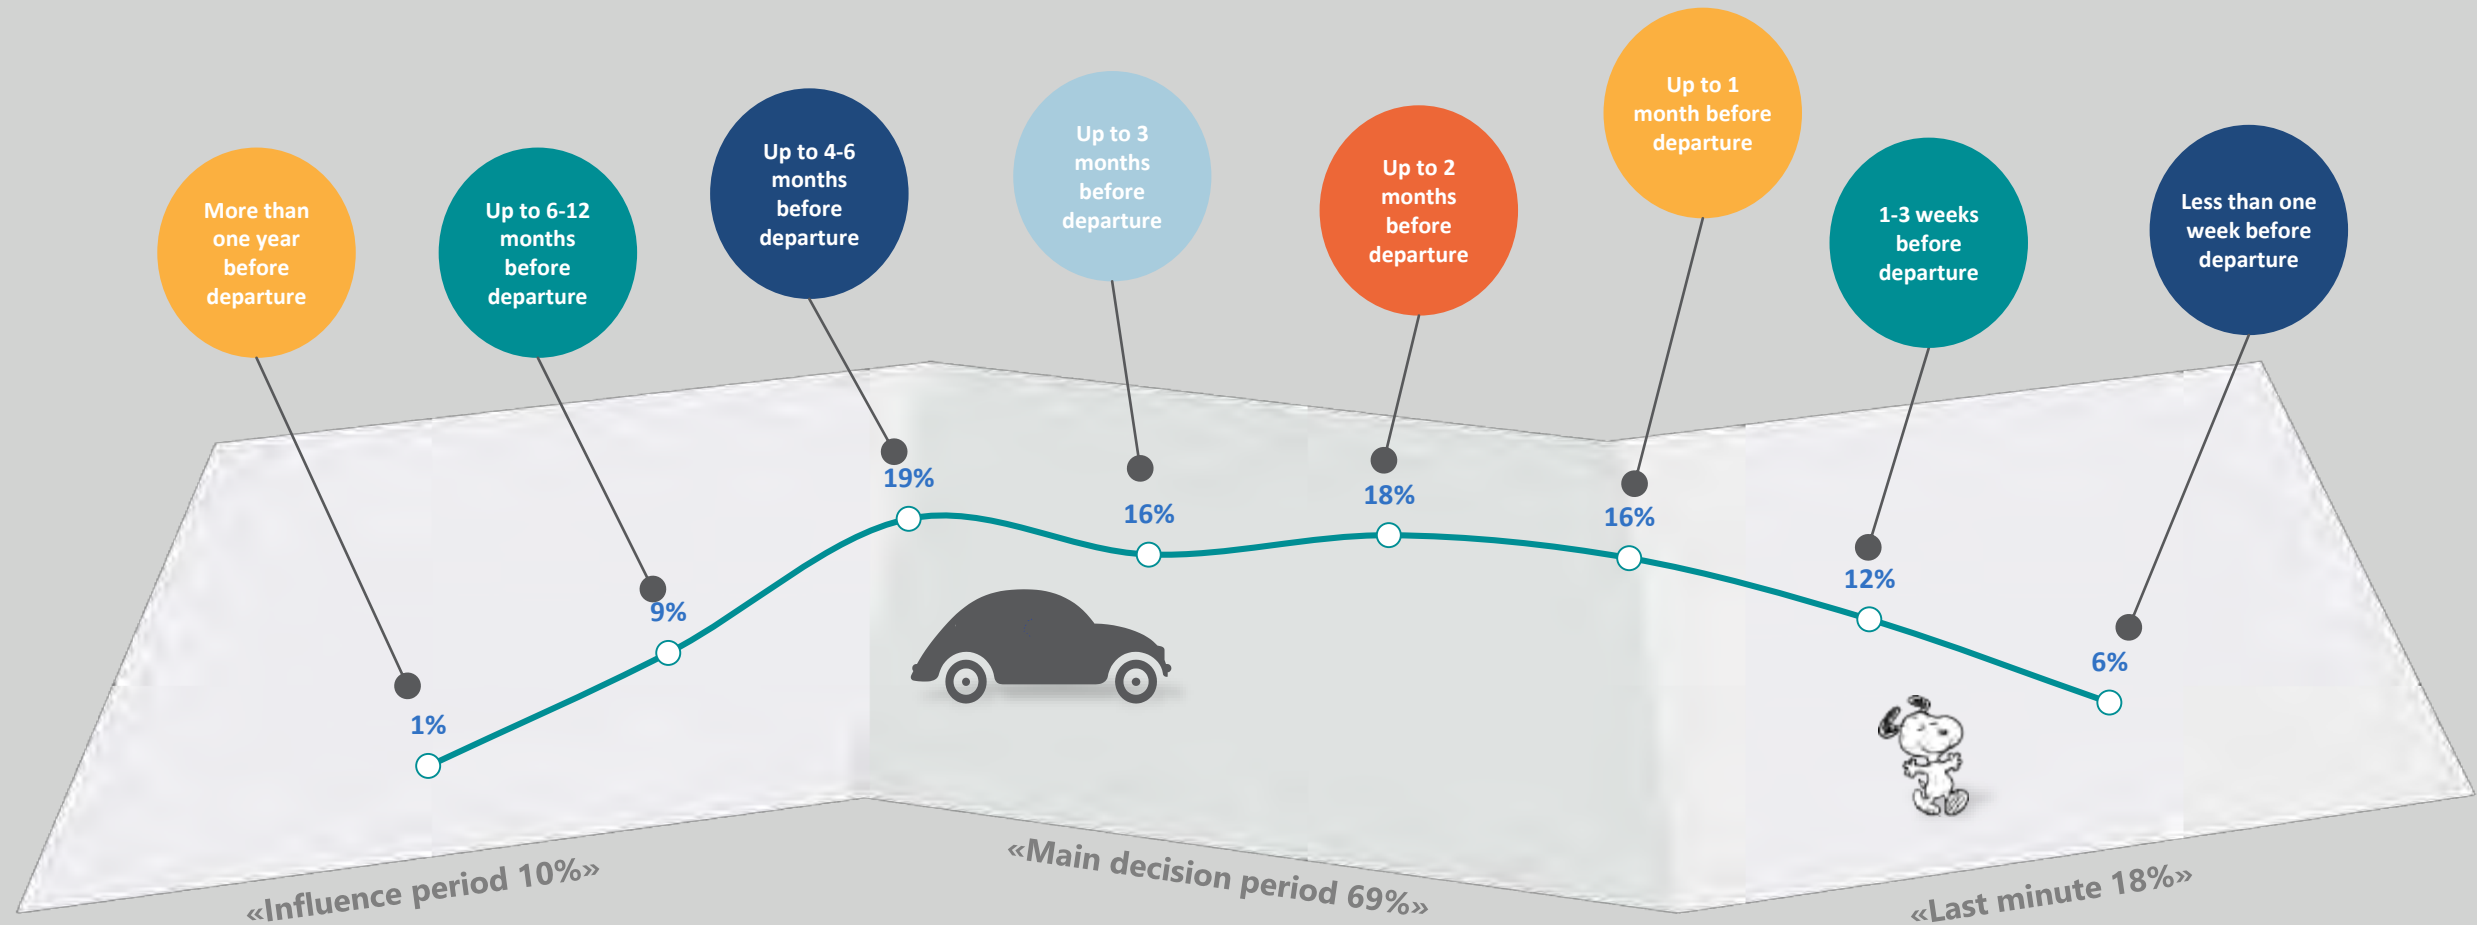 More than
one year
before
departure
Up to 6-12
months
before
departure
Up to 4-6
months
before
departure
Up to 3
months
before
departure
Up to 2
months
before
departure
Up to 1
month before
departure
1-3 weeks
before
departure
Less than one
week before
departure
1%
9%
19%
16%
18%
16%
12%
6%
«Influence period 10%»
«Main decision period 69%»
«Last minute 18%»